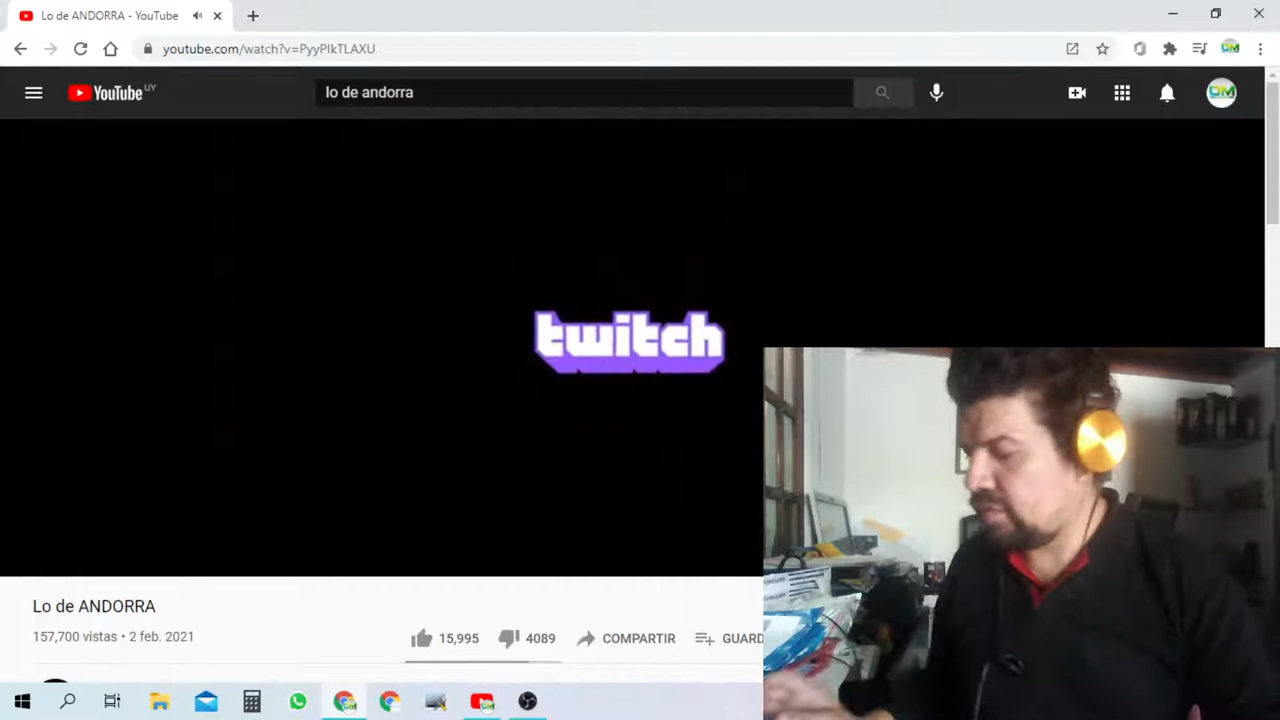 Lo de ANDORRA - YouTube
youtube.com/watch?v=PyyPIkTLAXU
YouTube UY
lo de andorra
twitch
Lo de ANDORRA
157,700 vistas • 2 feb. 2021
15,995
4089
COMPARTIR
GUARD